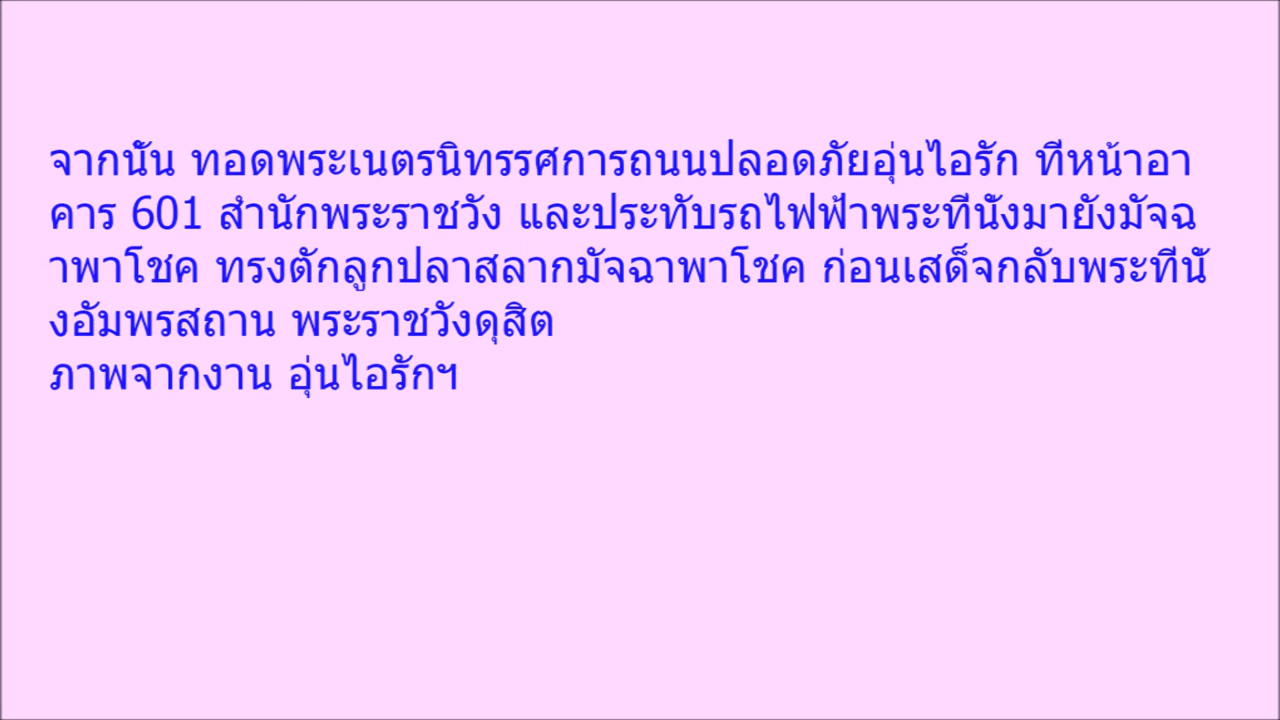 จากนั้น ทอดพระเนตรนิทรรศการถนนปลอดภัยอุ่นไอรัก ที่หน้าอา
คาร 601 สำนักพระราชวัง และประทับรถไฟฟ้าพระที่นั่งมายังมัจฉ
าพาโชค ทรงตักลูกปลาสลากมัจฉาพาโชค ก่อนเสด็จกลับพระที่นั
่งอัมพรสถาน พระราชวังดุสิต
ภาพจากงาน อุ่นไอรักฯ